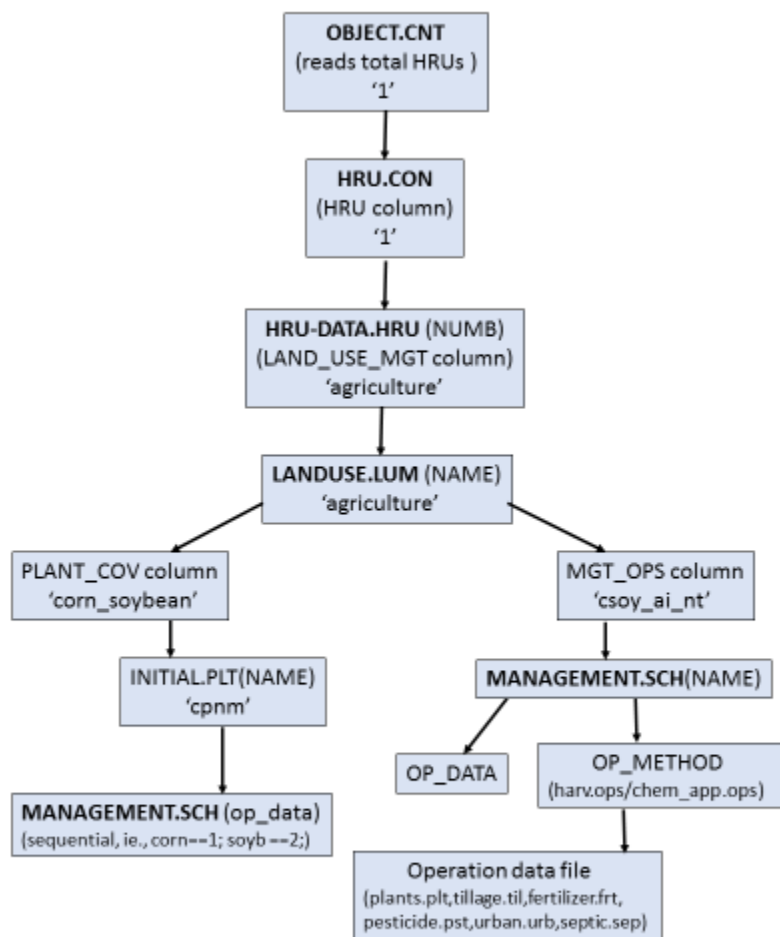 OBJECT.CNT
(reads total HRUs )
‘1’
HRU.CON
(HRU column)
‘1’
HRU-DATA.HRU (NUMB)
(LAND_USE_MGT column)
‘agriculture’
LANDUSE.LUM (NAME)
‘agriculture’
PLANT_COV column
‘corn_soybean’
MGT_OPS column
‘csoy_ai_nt’
INITIAL.PLT(NAME)
‘cpnm’
MANAGEMENT.SCH(NAME)
OP_DATA
OP_METHOD
(harv.ops/chem_app.ops)
MANAGEMENT.SCH (op_data)
(sequential, ie., corn==1; soyb ==2;)
Operation data file
(plants.plt,tillage.til,fertilizer.frt,
pesticide.pst,urban.urb,septic.sep)